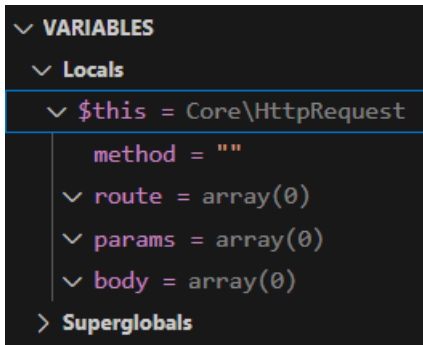 VARIABLES
Locals
$this = Core\HttpRequest
method = ""
route = array(0)
params = array(0)
body = array(0)
Superglobals